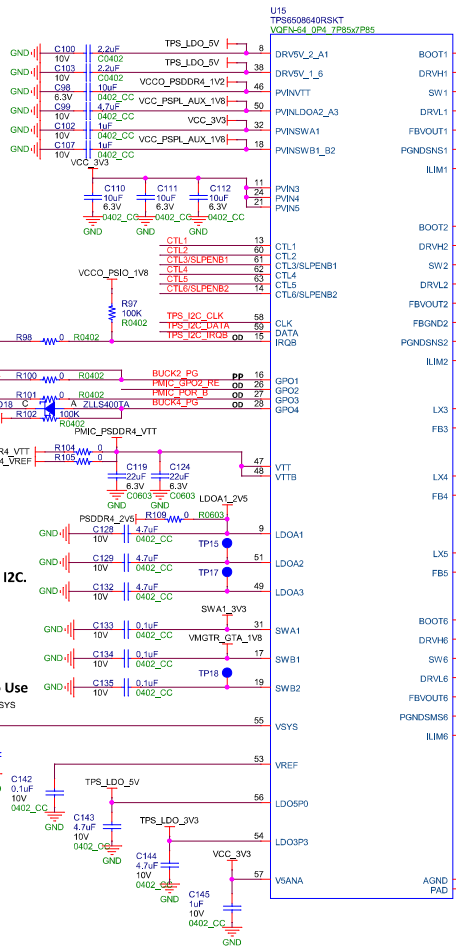 U15
TPS6508640RSKT
VQFN-64_0P4_7P85x7P85
TPS_LDO_5V
GND C100 2.2uF 8 DRV5V_2_A1 BOOT1
10V C0402
TPS_LDO_5V
GND C103 2.2uF 38 DRV5V_1_6 DRVH1
10V C0402
VCCO_PSDDR4_1V2
GND C98 10uF 46 PVINVTT SW1
6.3V 0402_CC
VCC_PSPL_AUX_1V8
GND C99 4.7uF 50 PVINLDOA2_A3 DRVL1
10V 0402_CC
VCC_3V3
GND C102 1uF 32 PVINSWA1 FBVOUT1
10V 0402_CC
VCC_PSPL_AUX_1V8
GND C107 1uF 18 PVINSWB1_B2 PGNDSNS1
10V 0402_CC
VCC_3V3
ILIM1
C110 C111 C112 11 PVIN3
10uF 10uF 10uF 24 PVIN4
6.3V 6.3V 6.3V 21 PVIN5
0402_CC 0402_CC 0402_CC
GND GND GND
BOOT2
CTL1 13 CTL1 DRVH2
CTL2 60 CTL2
CTL3/SLPENB1 61 CTL3/SLPENB1 SW2
CTL4 62 CTL4
CTL5 63 CTL5 DRVL2
CTL6/SLPENB2 14 CTL6/SLPENB2
VCCO_PSIO_1V8
FBVOUT2
R97
100K
R0402
TPS_I2C_CLK 58 CLK FBGND2
TPS_I2C_DATA 59 DATA
R98 0 R0402 TPS_I2C_IRQB OD 15 IRQB PGNDSNS2
ILIM2
R100 0 R0402 BUCK2_PG PP 16 GPO1
PMIC_GPO2_RE OD 26 GPO2
R101 0 R0402 PMIC_POR_B OD 27 GPO3
D18 C A ZLLS400TA BUCK4_PG OD 28 GPO4 LX3
R102 100K
R0402
FB3
PMIC_PSDDR4_VTT
R4_VTT R104 0
4_VREF R105 0
C119 C124 47 VTT
22uF 22uF 48 VTTB LX4
6.3V 6.3V
C0603 C0603
GND GND
FB4
LDOA1_2V5
PSDDR4_2V5 R109 0 R0603
GND C128 4.7uF 9 LDOA1
10V 0402_CC
TP15
LX5
GND C129 4.7uF 51 LDOA2
10V 0402_CC
TP17 FB5
I2C.
GND C132 4.7uF 49 LDOA3
10V 0402_CC
SWA1_3V3
BOOT6
GND C133 0.1uF 31 SWA1
10V 0402_CC
VMGTR_GTA_1V8 DRVH6
GND C134 0.1uF 17 SWB1 SW6
10V 0402_CC
TP18 DRVL6
Use
GND C135 0.1uF 19 SWB2
10V 0402_CC
FBVOUT6
SYS
PGNDSMS6
55 VSYS
ILIM6
53 VREF
C142
0.1uF
10V
0402_CC
GND
TPS_LDO_5V
56 LDO5P0
C143
4.7uF
10V
0402_CC
GND
TPS_LDO_3V3
54 LDO3P3
C144
4.7uF
10V
0402_CC
GND
VCC_3V3
57 V5ANA AGND
PAD
C145
1uF
10V
0402_CC
GND